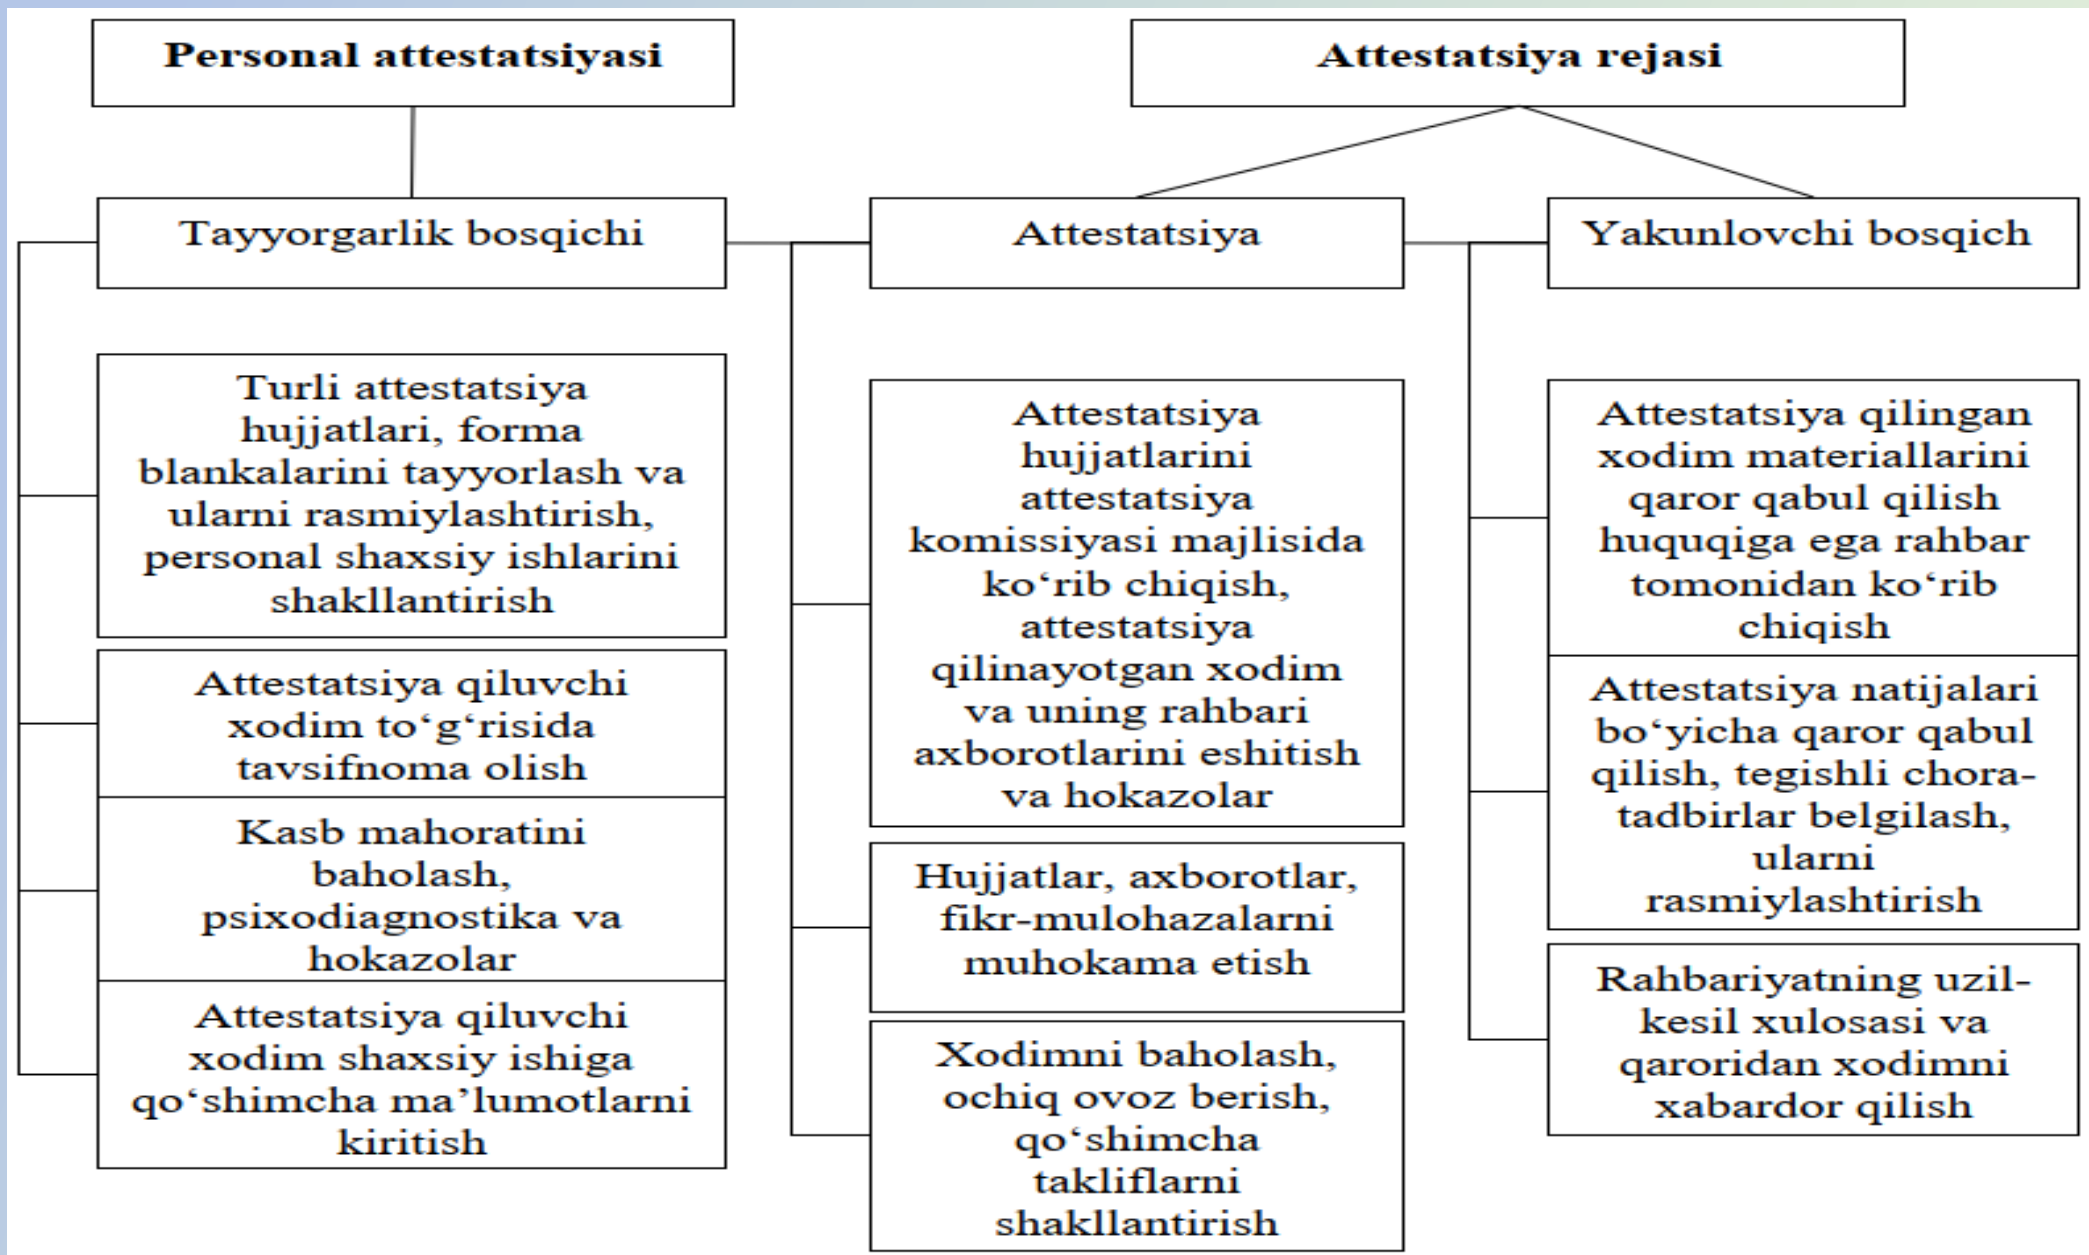 Personal attestatsiyasi
Attestatsiya rejasi
Tayyorgarlik bosqichi
Attestatsiya
Yakunlovchi bosqich
Turli attestatsiya
hujjatlari, forma
blankalarini tayyorlash va
ularni rasmiylashtirish,
personal shaxsiy ishlarini
shakllantirish
Attestatsiya qiluvchi
xodim to‘g‘risida
tavsifnoma olish
Kasb mahoratini
baholash,
psixodiagnostika va
hokazolar
Attestatsiya qiluvchi
xodim shaxsiy ishiga
qo‘shimcha ma’lumotlarni
kiritish
Attestatsiya
hujjatlarini
attestatsiya
komissiyasi majlisida
ko‘rib chiqish,
attestatsiya
qilinayotgan xodim
va uning rahbari
axborotlarini eshitish
va hokazolar
Hujjatlar, axborotlar,
fikr-mulohazalarni
muhokama etish
Xodimni baholash,
ochiq ovoz berish,
qo‘shimcha
takliflarni
shakllantirish
Attestatsiya qilingan
xodim materiallarini
qaror qabul qilish
huquqiga ega rahbar
tomonidan ko‘rib
chiqish
Attestatsiya natijalari
bo‘yicha qaror qabul
qilish, tegishli chora-
tadbirlar belgilash,
ularni
rasmiylashtirish
Rahbariyatning uzil-
kesil xulosasi va
qaroridan xodimni
xabardor qilish